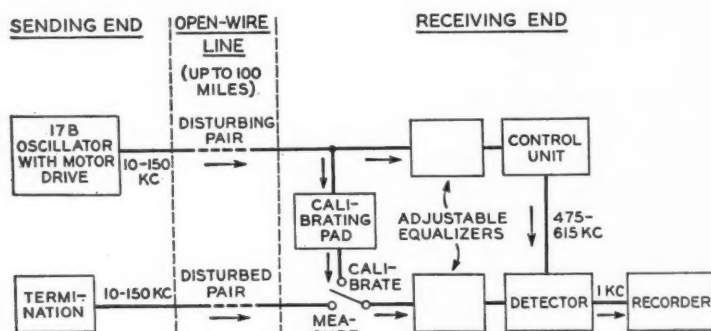 SENDING END
OPEN-WIRE
LINE
(UP TO 100
MILES)
RECEIVING END
17B
OSCILLATOR
WITH MOTOR
DRIVE
10-150
KC
DISTURBING
PAIR
CONTROL
UNIT
CALI-
BRATING
PAD
ADJUSTABLE
EQUALIZERS
475-
615 KC
CALI-
BRATE
TERMI-
NATION
10-150 KC
DISTURBED
PAIR
MEA-
DETECTOR
1 KC
RECORDER